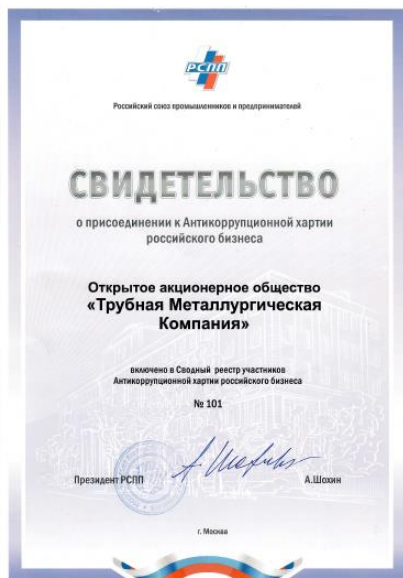 РСПП
Российский союз промышленников и предпринимателей
СВИДЕТЕЛЬСТВО
о присоединении к Антикоррупционной хартии
российского бизнеса
Открытое акционерное общество
«Трубная Металлургическая
Компания»
включено в Сводный реестр участников
Антикоррупционной хартии российского бизнеса
№ 101
Президент РСПП
А.Шохин
г. Москва